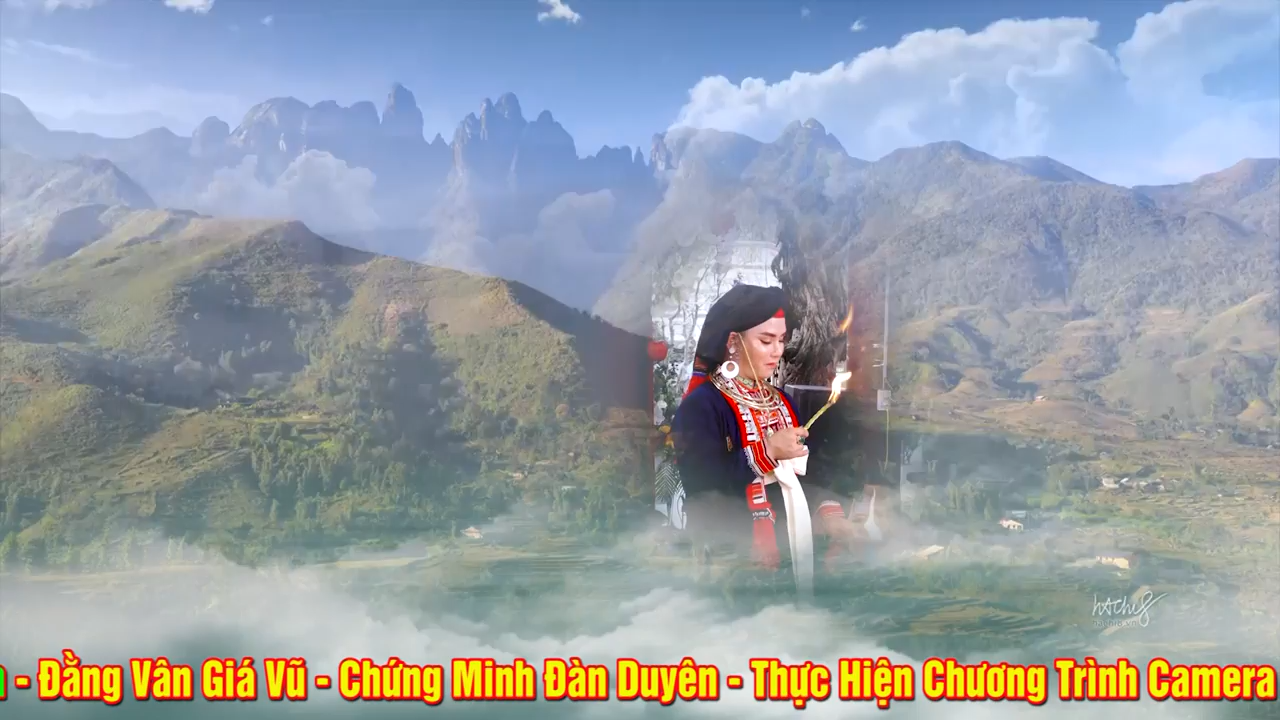 - Đằng Vân Giá Vũ - Chứng Minh Đàn Duyên - Thực Hiện Chương Trình Camera